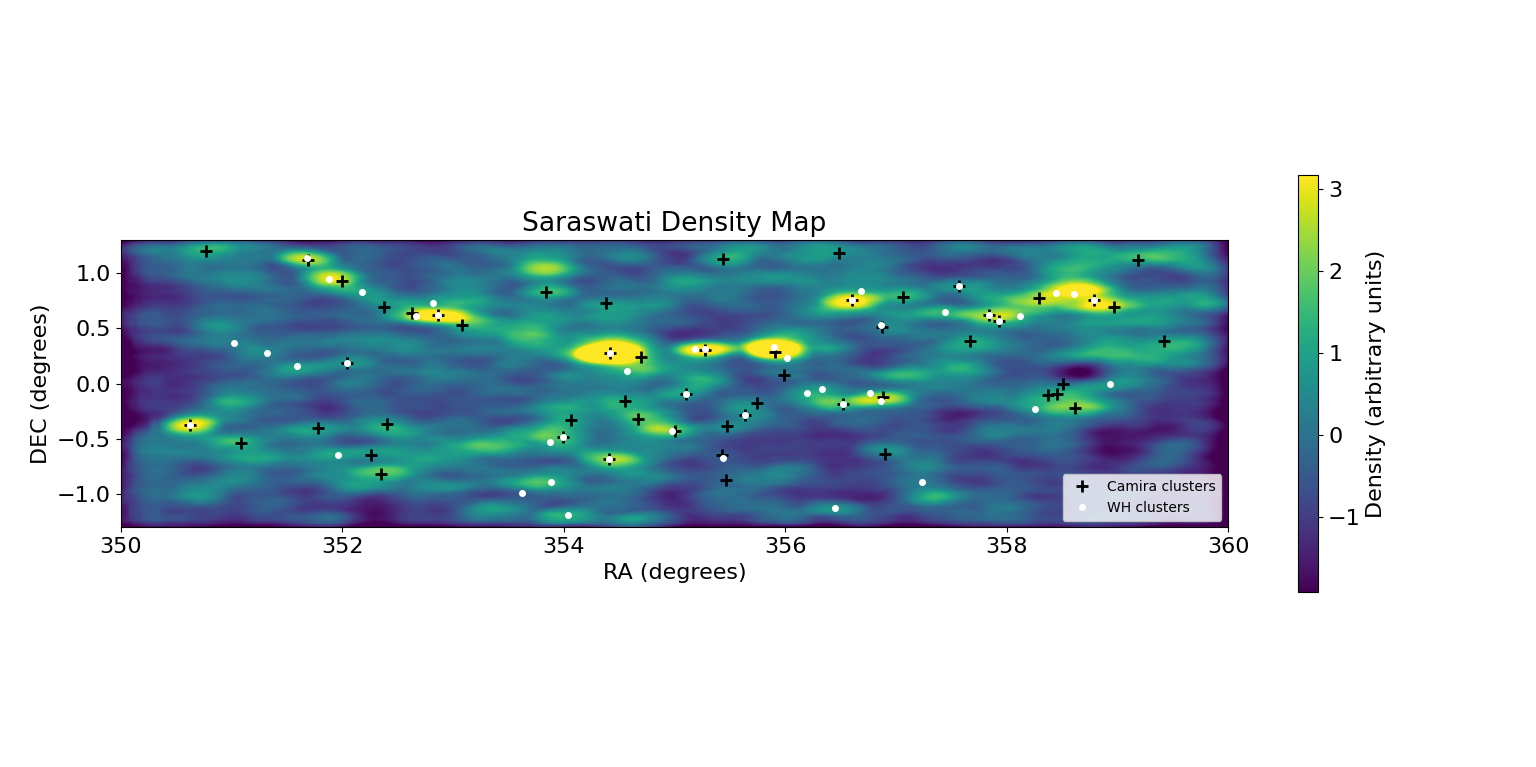 Saraswati Density Map
DEC (degrees)
1.0
0.5
0.0
−0.5
−1.0
350 352 354 356 358 360
RA (degrees)
Camira clusters
WH clusters
3
2
1
0
−1
Density (arbitrary units)